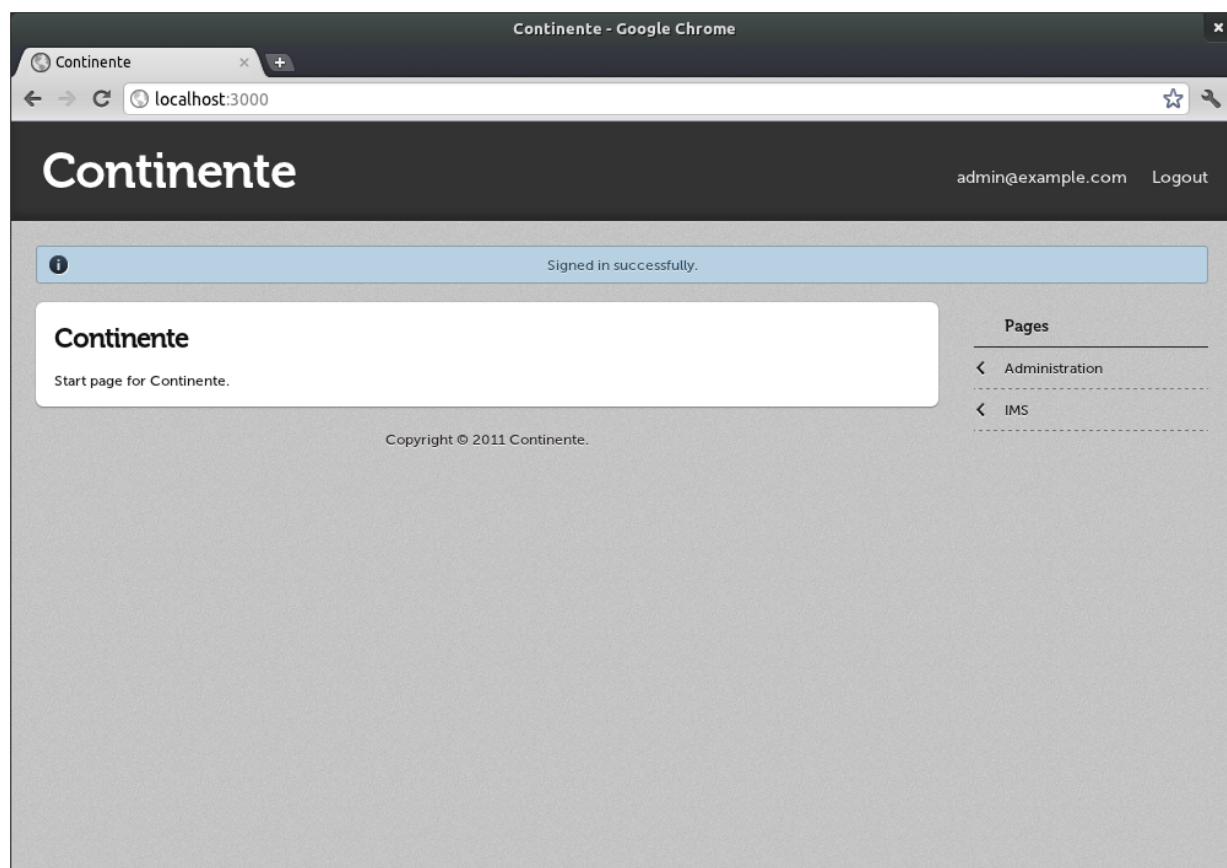 Continente - Google Chrome
Continente
localhost:3000
Continente
admin@example.com Logout
Signed in successfully.
Continente
Start page for Continente.
Pages
Administration
IMS
Copyright © 2011 Continente.